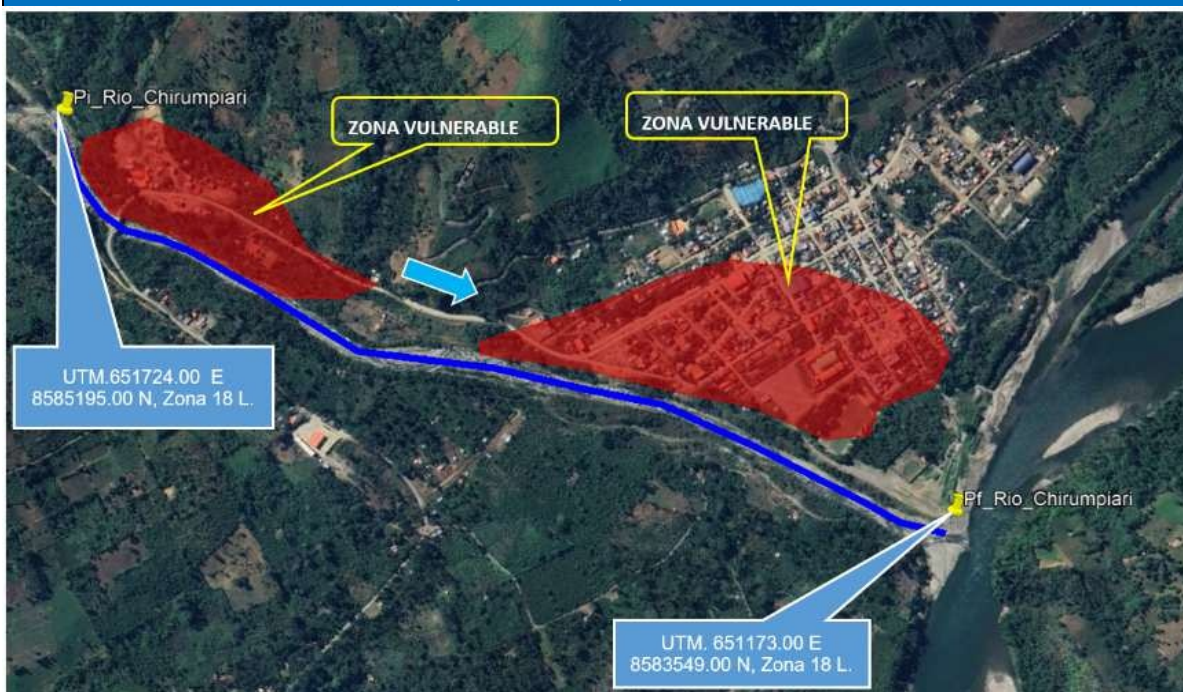 Pi_Rio_Chirumpiari
ZONA VULNERABLE
ZONA VULNERABLE
UTM.651724.00 E
8585195.00 N, Zona 18 L.
Pf_Rio_Chirumpiari
UTM. 651173.00 E
8583549.00 N, Zona 18 L.